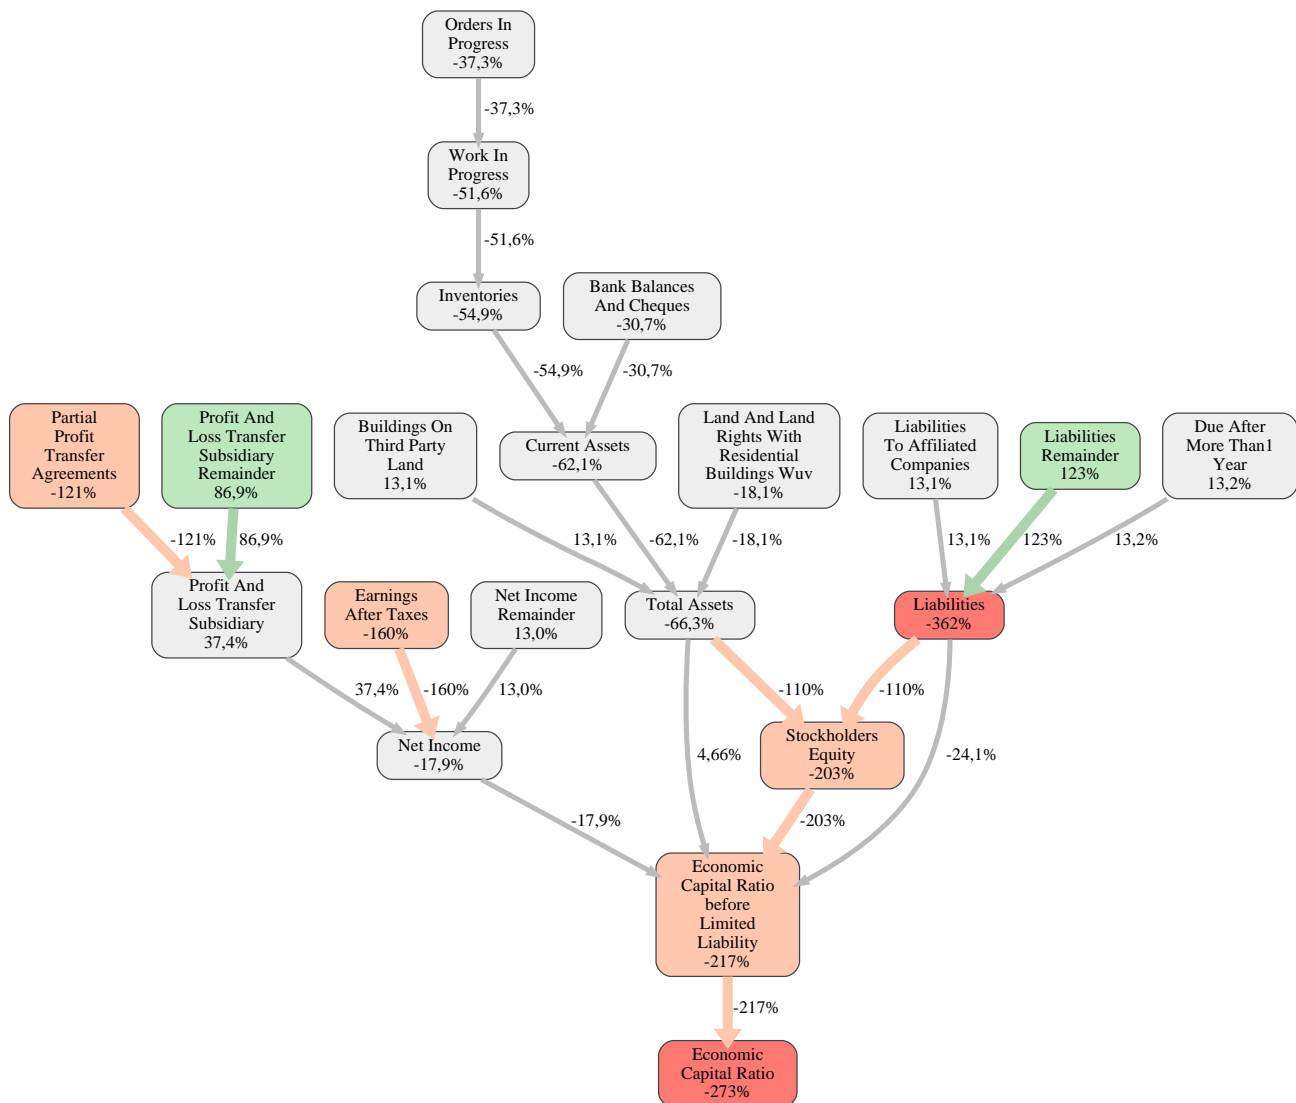 Orders In
Progress
-37,3%
-37,3%
Work In
Progress
-51,6%
-51,6%
Inventories
-54,9%
Bank Balances
And Cheques
-30,7%
-54,9%
-30,7%
Partial
Profit
Transfer
Agreements
-121%
Profit And
Loss Transfer
Subsidiary
Remainder
86,9%
Buildings On
Third Party
Land
13,1%
Current Assets
-62,1%
Land And Land
Rights With
Residential
Buildings Wuv
-18,1%
Liabilities
To Affiliated
Companies
13,1%
Liabilities
Remainder
123%
Due After
More Than1
Year
13,2%
-121%
86,9%
13,1%
-62,1%
-18,1%
13,1%
123%
13,2%
Profit And
Loss Transfer
Subsidiary
37,4%
Earnings
After Taxes
-160%
Net Income
Remainder
13,0%
Total Assets
-66,3%
Liabilities
-362%
37,4%
-160%
13,0%
-110%
-110%
Net Income
-17,9%
4,66%
Stockholders
Equity
-203%
-24,1%
-17,9%
-203%
Economic
Capital Ratio
before
Limited
Liability
-217%
-217%
Economic
Capital Ratio
-273%